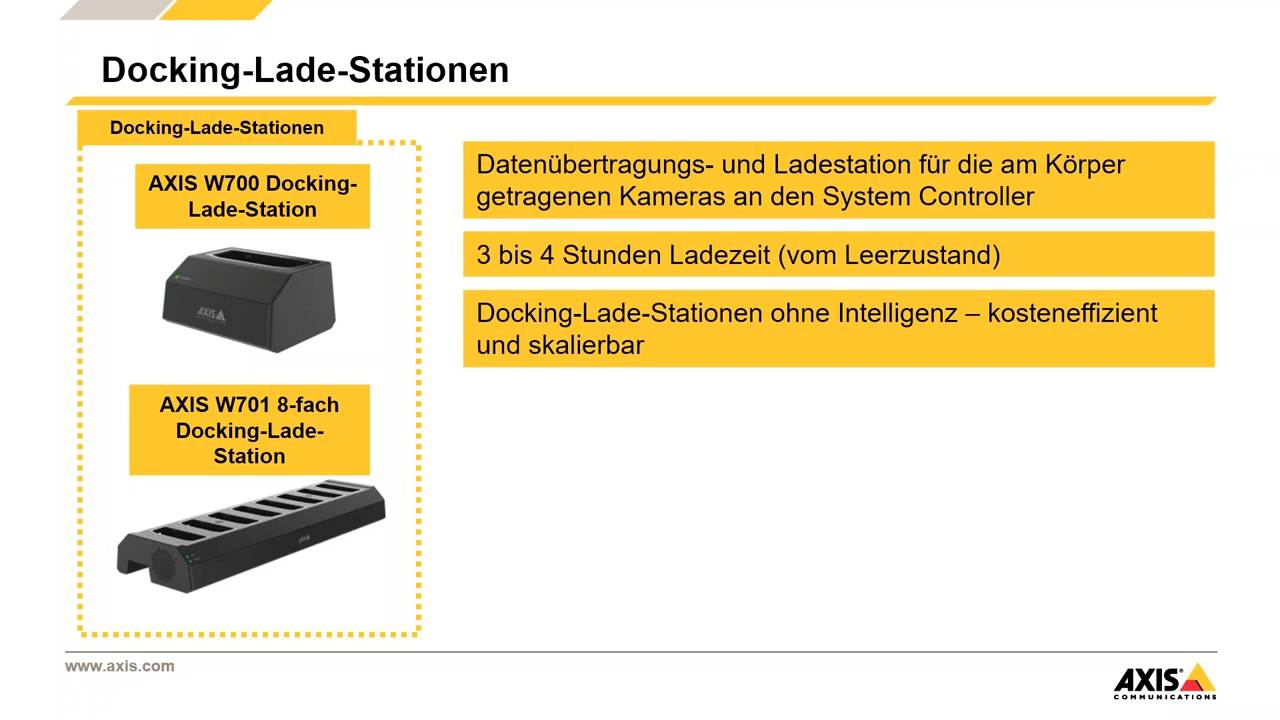 Docking-Lade-Stationen
Docking-Lade-Stationen
AXIS W700 Docking-
Lade-Station
AXIS
AXIS W701 8-fach
Docking-Lade-
Station
AXIS
Datenübertragungs- und Ladestation für die am Körper
getragenen Kameras an den System Controller
3 bis 4 Stunden Ladezeit (vom Leerzustand)
Docking-Lade-Stationen ohne Intelligenz – kosteneffizient
und skalierbar
www.axis.com
AXIS
COMMUNICATIONS